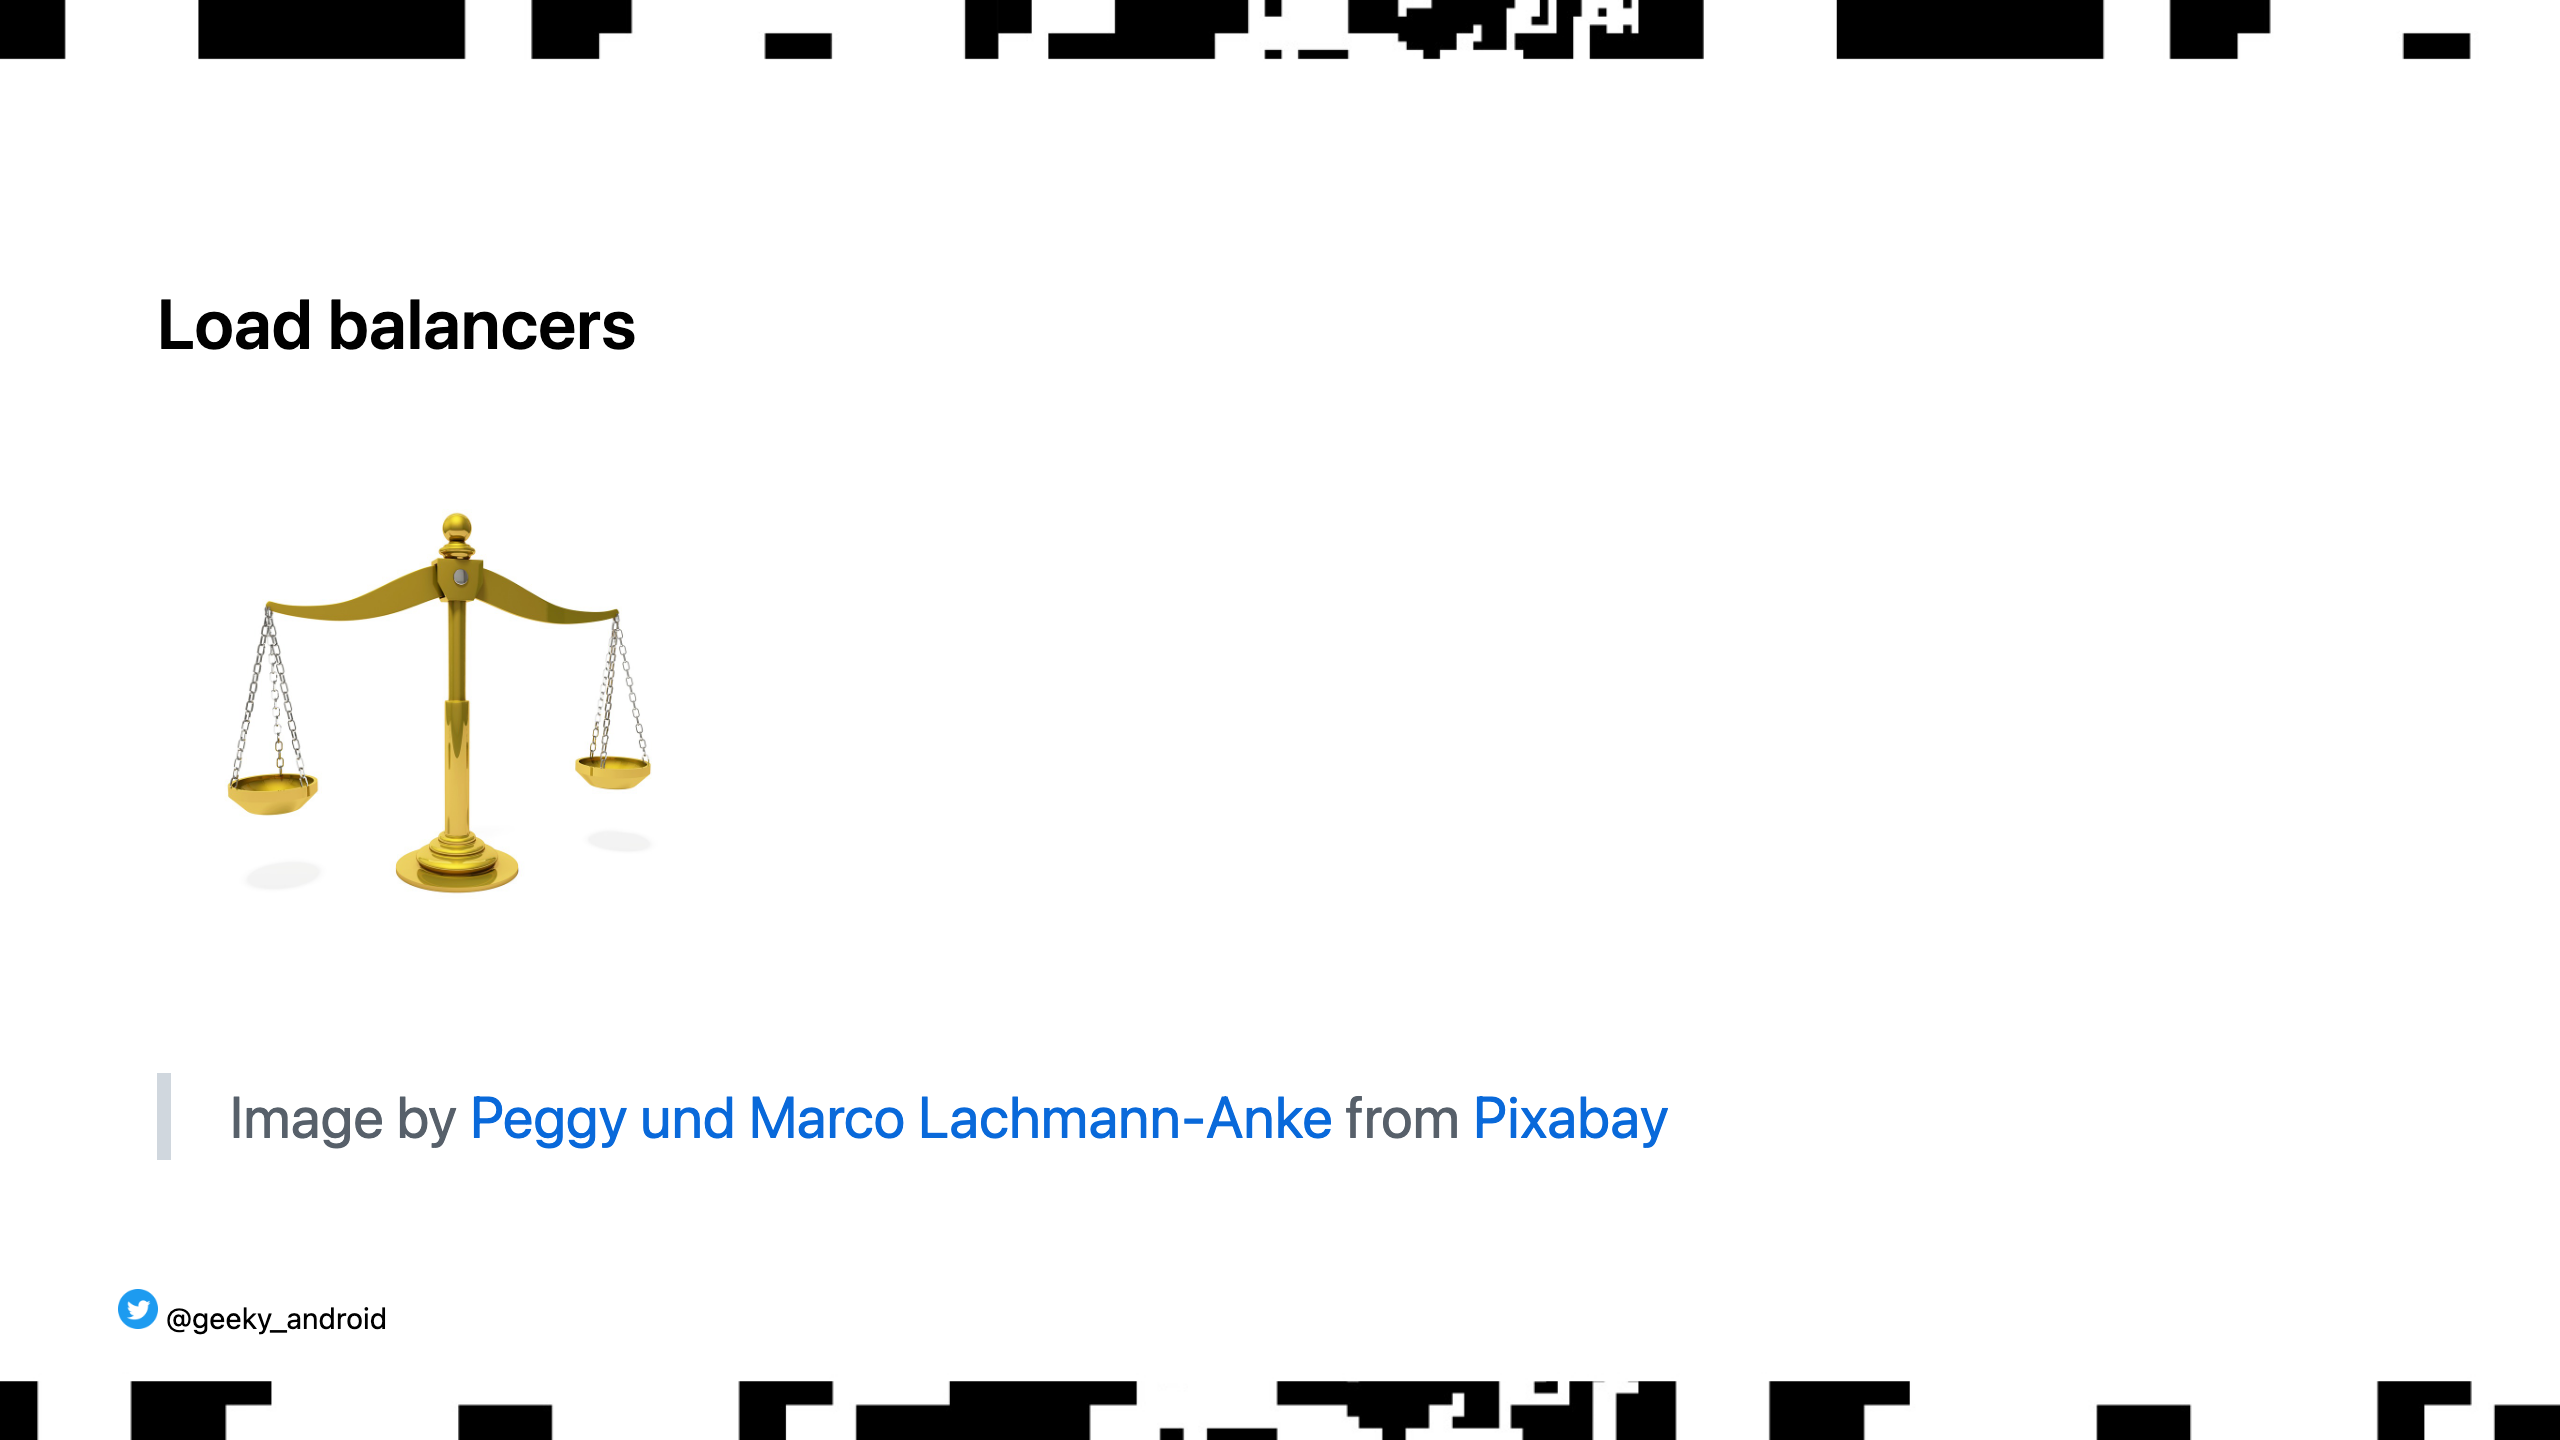 Load balancers
Image by Peggy und Marco Lachmann-Anke from Pixabay
@geeky_android